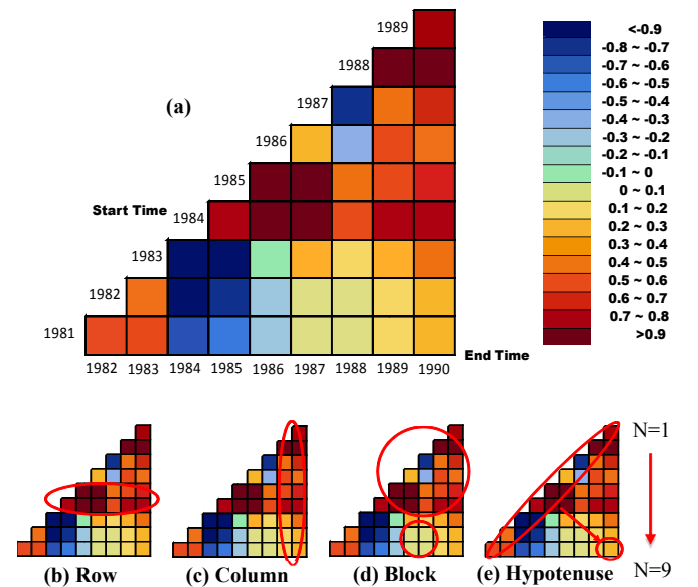 1989
1988
1987
(a)
1986
1985
Start Time
1984
1983
1982
1981
1982 1983 1984 1985 1986 1987 1988 1989 1990
End Time
<-0.9
-0.8 ~ -0.7
-0.7 ~ -0.6
-0.6 ~ -0.5
-0.5 ~ -0.4
-0.4 ~ -0.3
-0.3 ~ -0.2
-0.2 ~ -0.1
-0.1 ~ 0
0 ~ 0.1
0.1 ~ 0.2
0.2 ~ 0.3
0.3 ~ 0.4
0.4 ~ 0.5
0.5 ~ 0.6
0.6 ~ 0.7
0.7 ~ 0.8
>0.9
N=1
N=9
(b) Row
(c) Column
(d) Block
(e) Hypotenuse